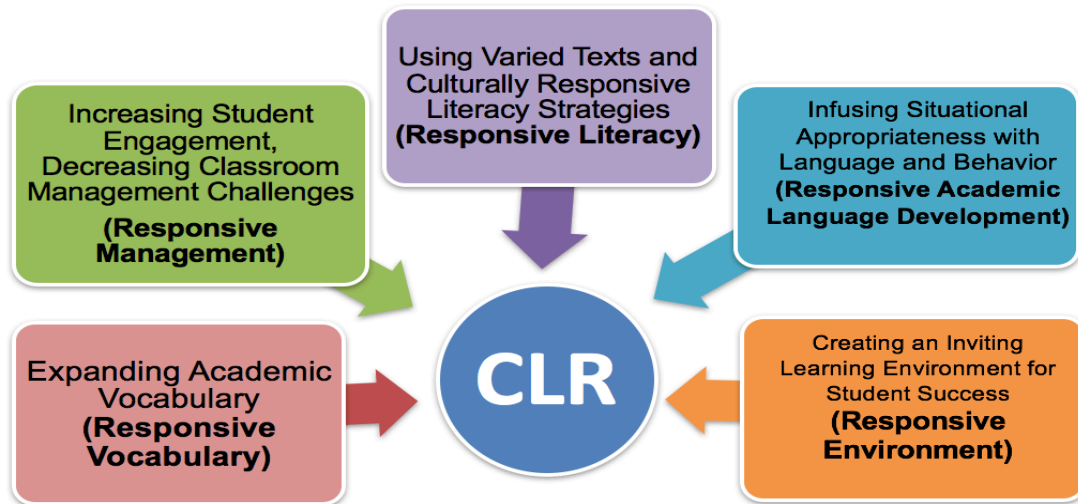 Increasing Student
Engagement,
Decreasing Classroom
Management Challenges
(Responsive
Management)
Using Varied Texts and
Culturally Responsive
Literacy Strategies
(Responsive Literacy)
Infusing Situational
Appropriateness with
Language and Behavior
(Responsive Academic
Language Development)
Expanding Academic
Vocabulary
(Responsive
Vocabulary)
CLR
Creating an Inviting
Learning Environment for
Student Success
(Responsive
Environment)